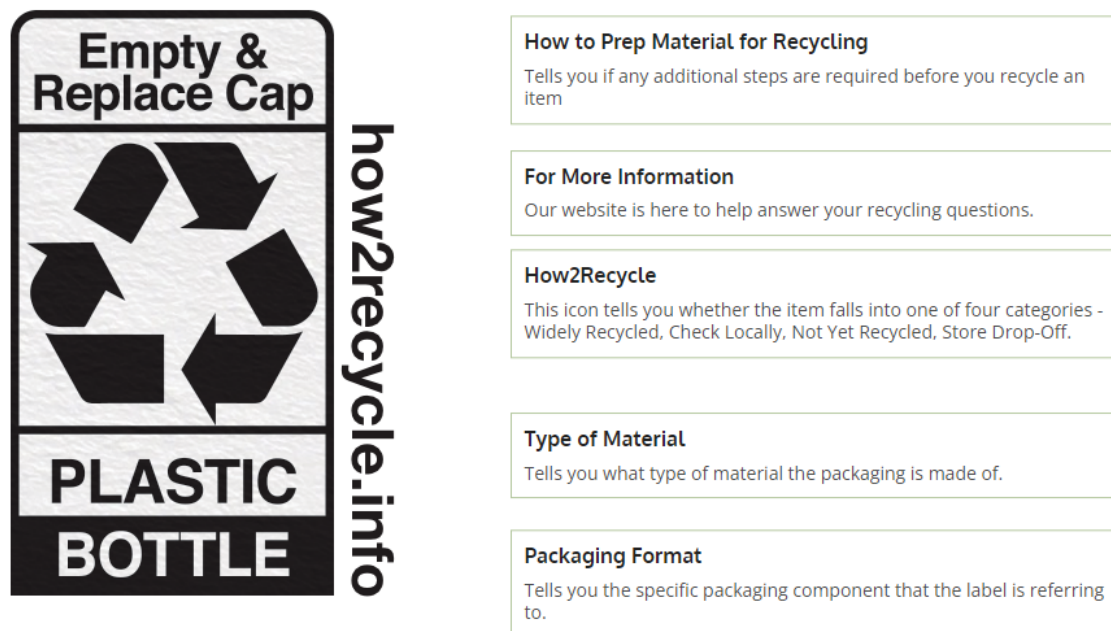 Empty &
Replace Cap
PLASTIC
BOTTLE
how2recycle.info
How to Prep Material for Recycling
Tells you if any additional steps are required before you recycle an
item
For More Information
Our website is here to help answer your recycling questions.
How2Recycle
This icon tells you whether the item falls into one of four categories -
Widely Recycled, Check Locally, Not Yet Recycled, Store Drop-Off.
Type of Material
Tells you what type of material the packaging is made of.
Packaging Format
Tells you the specific packaging component that the label is referring
to.